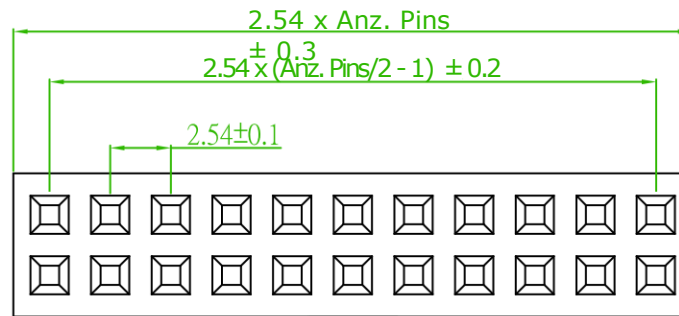 2.54 x Anz. Pins
± 0.3
2.54 x (Anz. Pins/2 - 1) ± 0.2
2.54±0.1